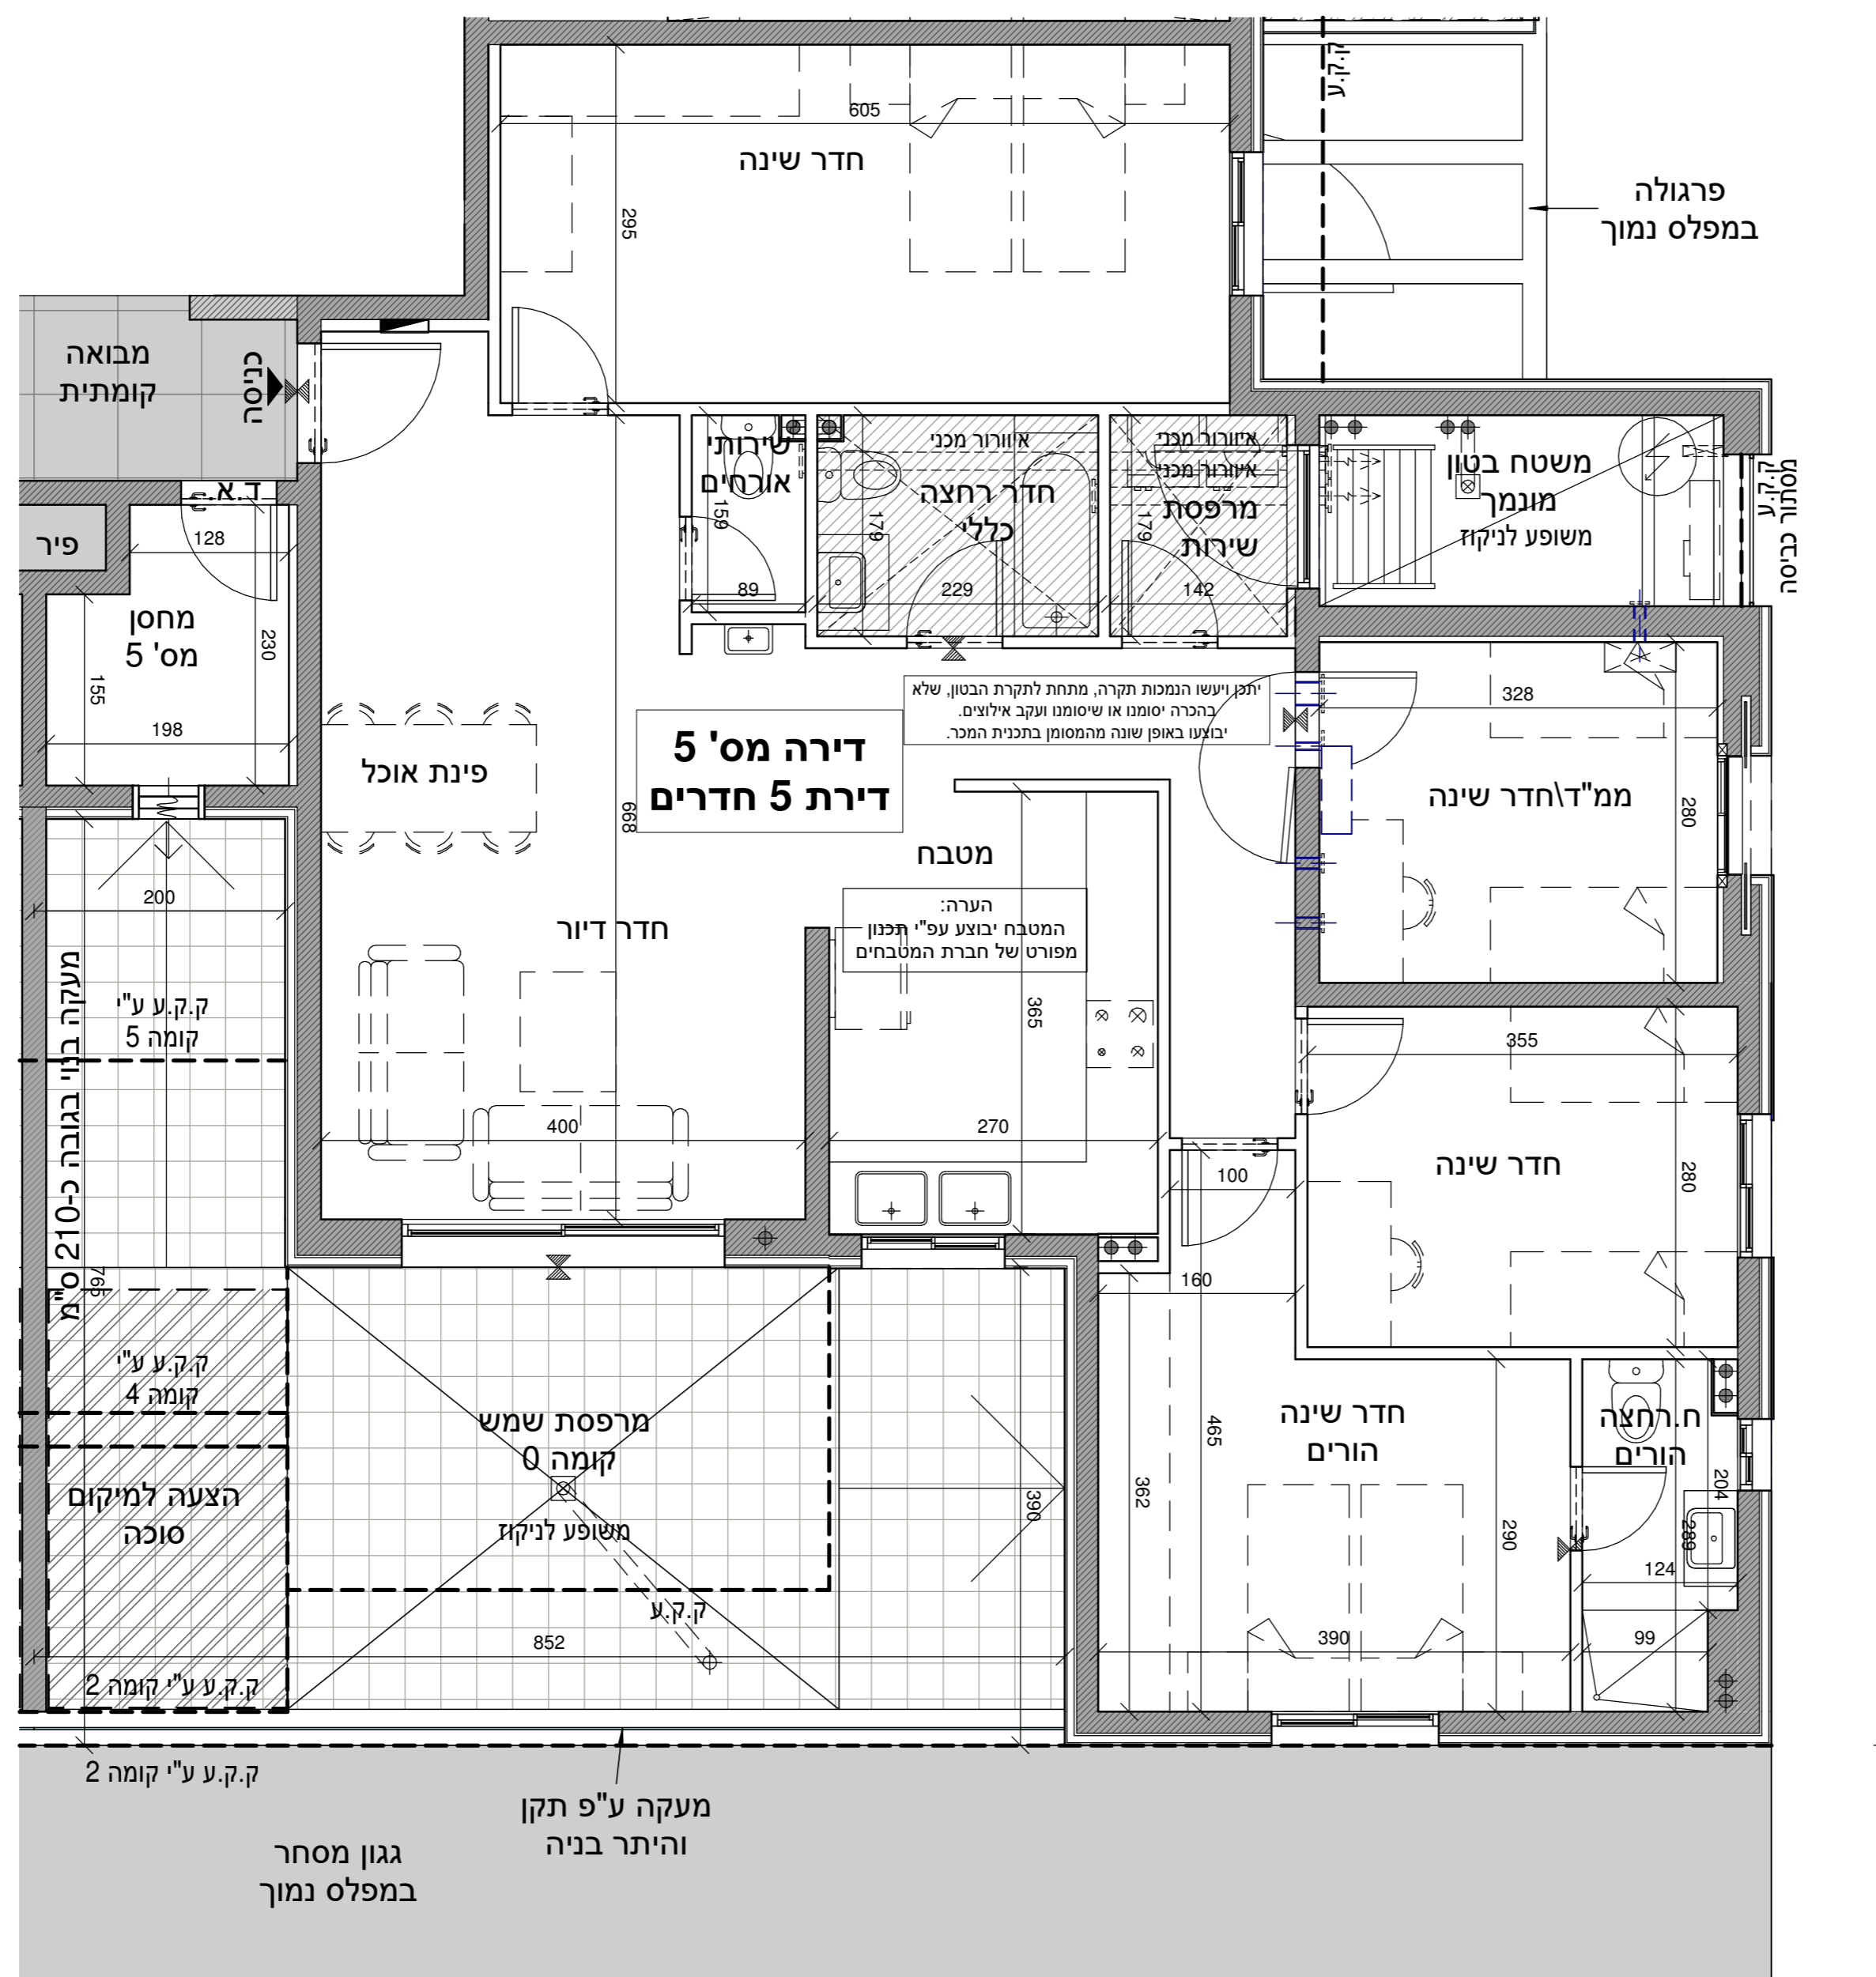 605
חדר שינה
295
ק.ק.ע
פרגולה
במפלס נמוך
מבואה
קומתית
כניסה
ד.א.
פיר
128
מחסן
מס' 5
230
155
198
שירותי
אורחים
159
89
איוורור מכני
חדר רחצה
כללי
179
229
איוורור מכני
איוורור מכני
מרפסת
שירות
179
142
משטח בטון
מונמך
משופע לניקוז
ק.ק.ע
מסתור כביסה
יתכן ויעשו הנמכות תקרה, מתחת לתקרת הבטון, שלא
בהכרה יסומנו או שיסומנו ועקב אילוצים.
יבוצעו באופן שונה מהמסומן בתכנית המכר.
דירה מס' 5
דירת 5 חדרים
פינת אוכל
668
328
ממ"ד\חדר שינה
280
מטבח
הערה:
המטבח יבוצע עפ"י תכנון
מפורט של חברת המטבחים
חדר דיור
365
400
270
200
מעקה בנוי בגובה כ-210 ס"מ
ק.ק.ע ע"י
קומה 5
765
355
חדר שינה
280
100
160
ק.ק.ע ע"י
קומה 4
הצעה למיקום
סוכה
ק.ק.ע ע"י קומה 2
מרפסת שמש
קומה 0
משופע לניקוז
ק.ק.ע
852
390
חדר שינה
הורים
465
362
290
390
ח.רחצה
הורים
204
289
124
99
ק.ק.ע ע"י קומה 2
מעקה ע"פ תקן
והיתר בניה
גגון מסחר
במפלס נמוך